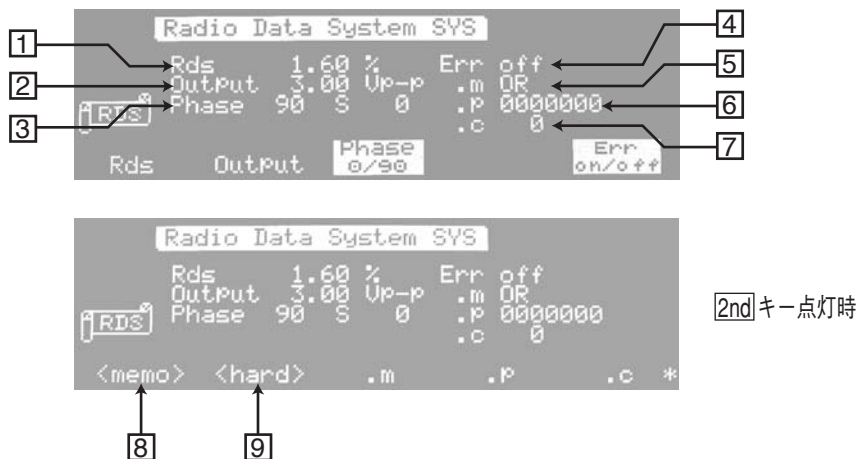 Radio Data System SYS
1 Rds 1.60 % Err off 4
2 Output 3.00 Vp-p .m OR 5
3 RDS Phase 90 S 0 .P 0000000 6
.c 0 7
Rds Output Phase 0/90 Err on/off
Radio Data System SYS
Rds 1.60 % Err off
Output 3.00 Vp-p .m OR
RDS Phase 90 S 0 .P 0000000
.c 0
2nd キー点灯時
<memo> <hard> .m .P .c *
8 9